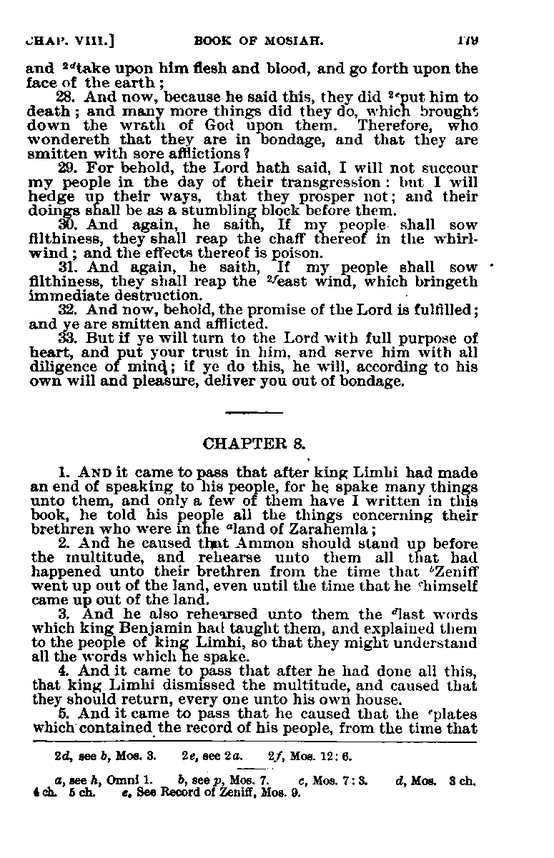 CHAP. VIII.] BOOK OF MOSIAH. 179
and 2dtake upon him flesh and blood, and go forth upon the
face of the earth;
28. And now, because he said this, they did 2eput him to
death; and many more things did they do, which brought
down the wrath of God upon them. Therefore, who
wondereth that they are in bondage, and that they are
smitten with sore afflictions?
29. For behold, the Lord hath said, I will not succour
my people in the day of their transgression: but I will
hedge up their ways, that they prosper not; and their
doings shall be as a stumbling block before them.
30. And again, he saith, If my people shall sow
filthiness, they shall reap the chaff thereof in the whirl-
wind; and the effects thereof is poison.
31. And again, he saith, If my people shall sow
filthiness, they shall reap the 2feast wind, which bringeth
immediate destruction.
32. And now, behold, the promise of the Lord is fulfilled;
and ye are smitten and afflicted.
33. But if ye will turn to the Lord with full purpose of
heart, and put your trust in him, and serve him with all
diligence of mind; if ye do this, he will, according to his
own will and pleasure, deliver you out of bondage.
CHAPTER 8.
1. AND it came to pass that after king Limhi had made
an end of speaking to his people, for he spake many things
unto them, and only a few of them have I written in this
book, he told his people all the things concerning their
brethren who were in the aland of Zarahemla;
2. And he caused that Ammon should stand up before
the multitude, and rehearse unto them all that had
happened unto their brethren from the time that bZeniff
went up out of the land, even until the time that he chimself
came up out of the land.
3. And he also rehearsed unto them the dlast words
which king Benjamin had taught them, and explained them
to the people of king Limhi, so that they might understand
all the words which he spake.
4. And it came to pass that after he had done all this,
that king Limhi dismissed the multitude, and caused that
they should return, every one unto his own house.
5. And it came to pass that he caused that the eplates
which contained the record of his people, from the time that
2d, see b, Mos. 3. 2e, see 2a. 2f, Mos. 12: 6.
a, see h, Omni 1. b, see p, Mos. 7. c, Mos. 7: 3. d, Mos. 3 ch.
4 ch. 5 ch. e, See Record of Zeniff, Mos. 9.